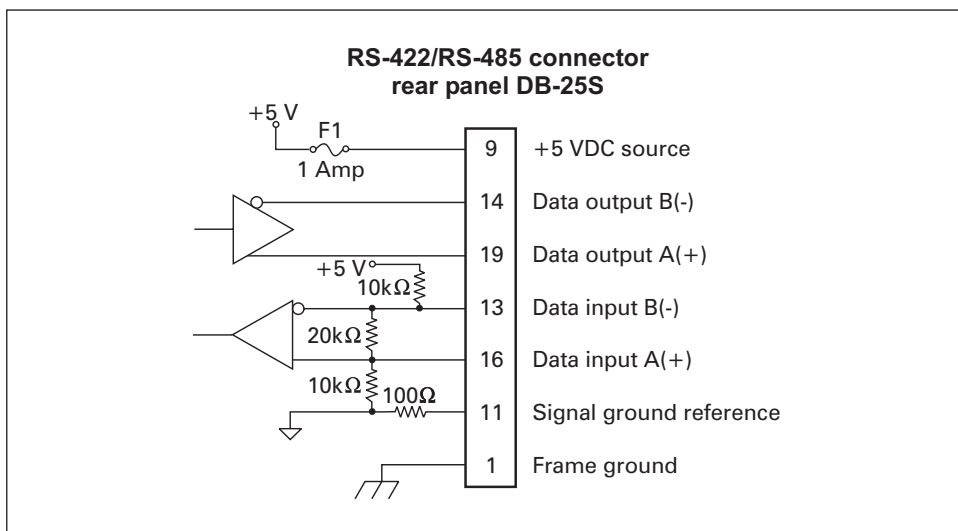 RS-422/RS-485 connector
rear panel DB-25S
+5 V
F1
1 Amp
9 +5 VDC source
14 Data output B(-)
19 Data output A(+)
+5 V
10kΩ
13 Data input B(-)
20kΩ
16 Data input A(+)
10kΩ
100Ω
11 Signal ground reference
1 Frame ground